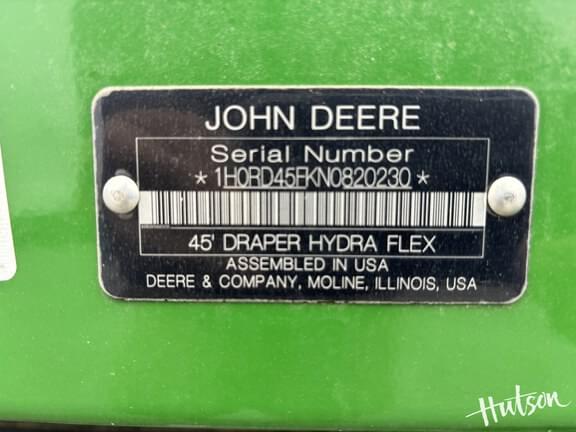 JOHN DEERE
Serial Number
*1H0RD45FKN0820230*
45' DRAPER HYDRA FLEX
ASSEMBLED IN USA
DEERE & COMPANY, MOLINE, ILLINOIS, USA
Hutson